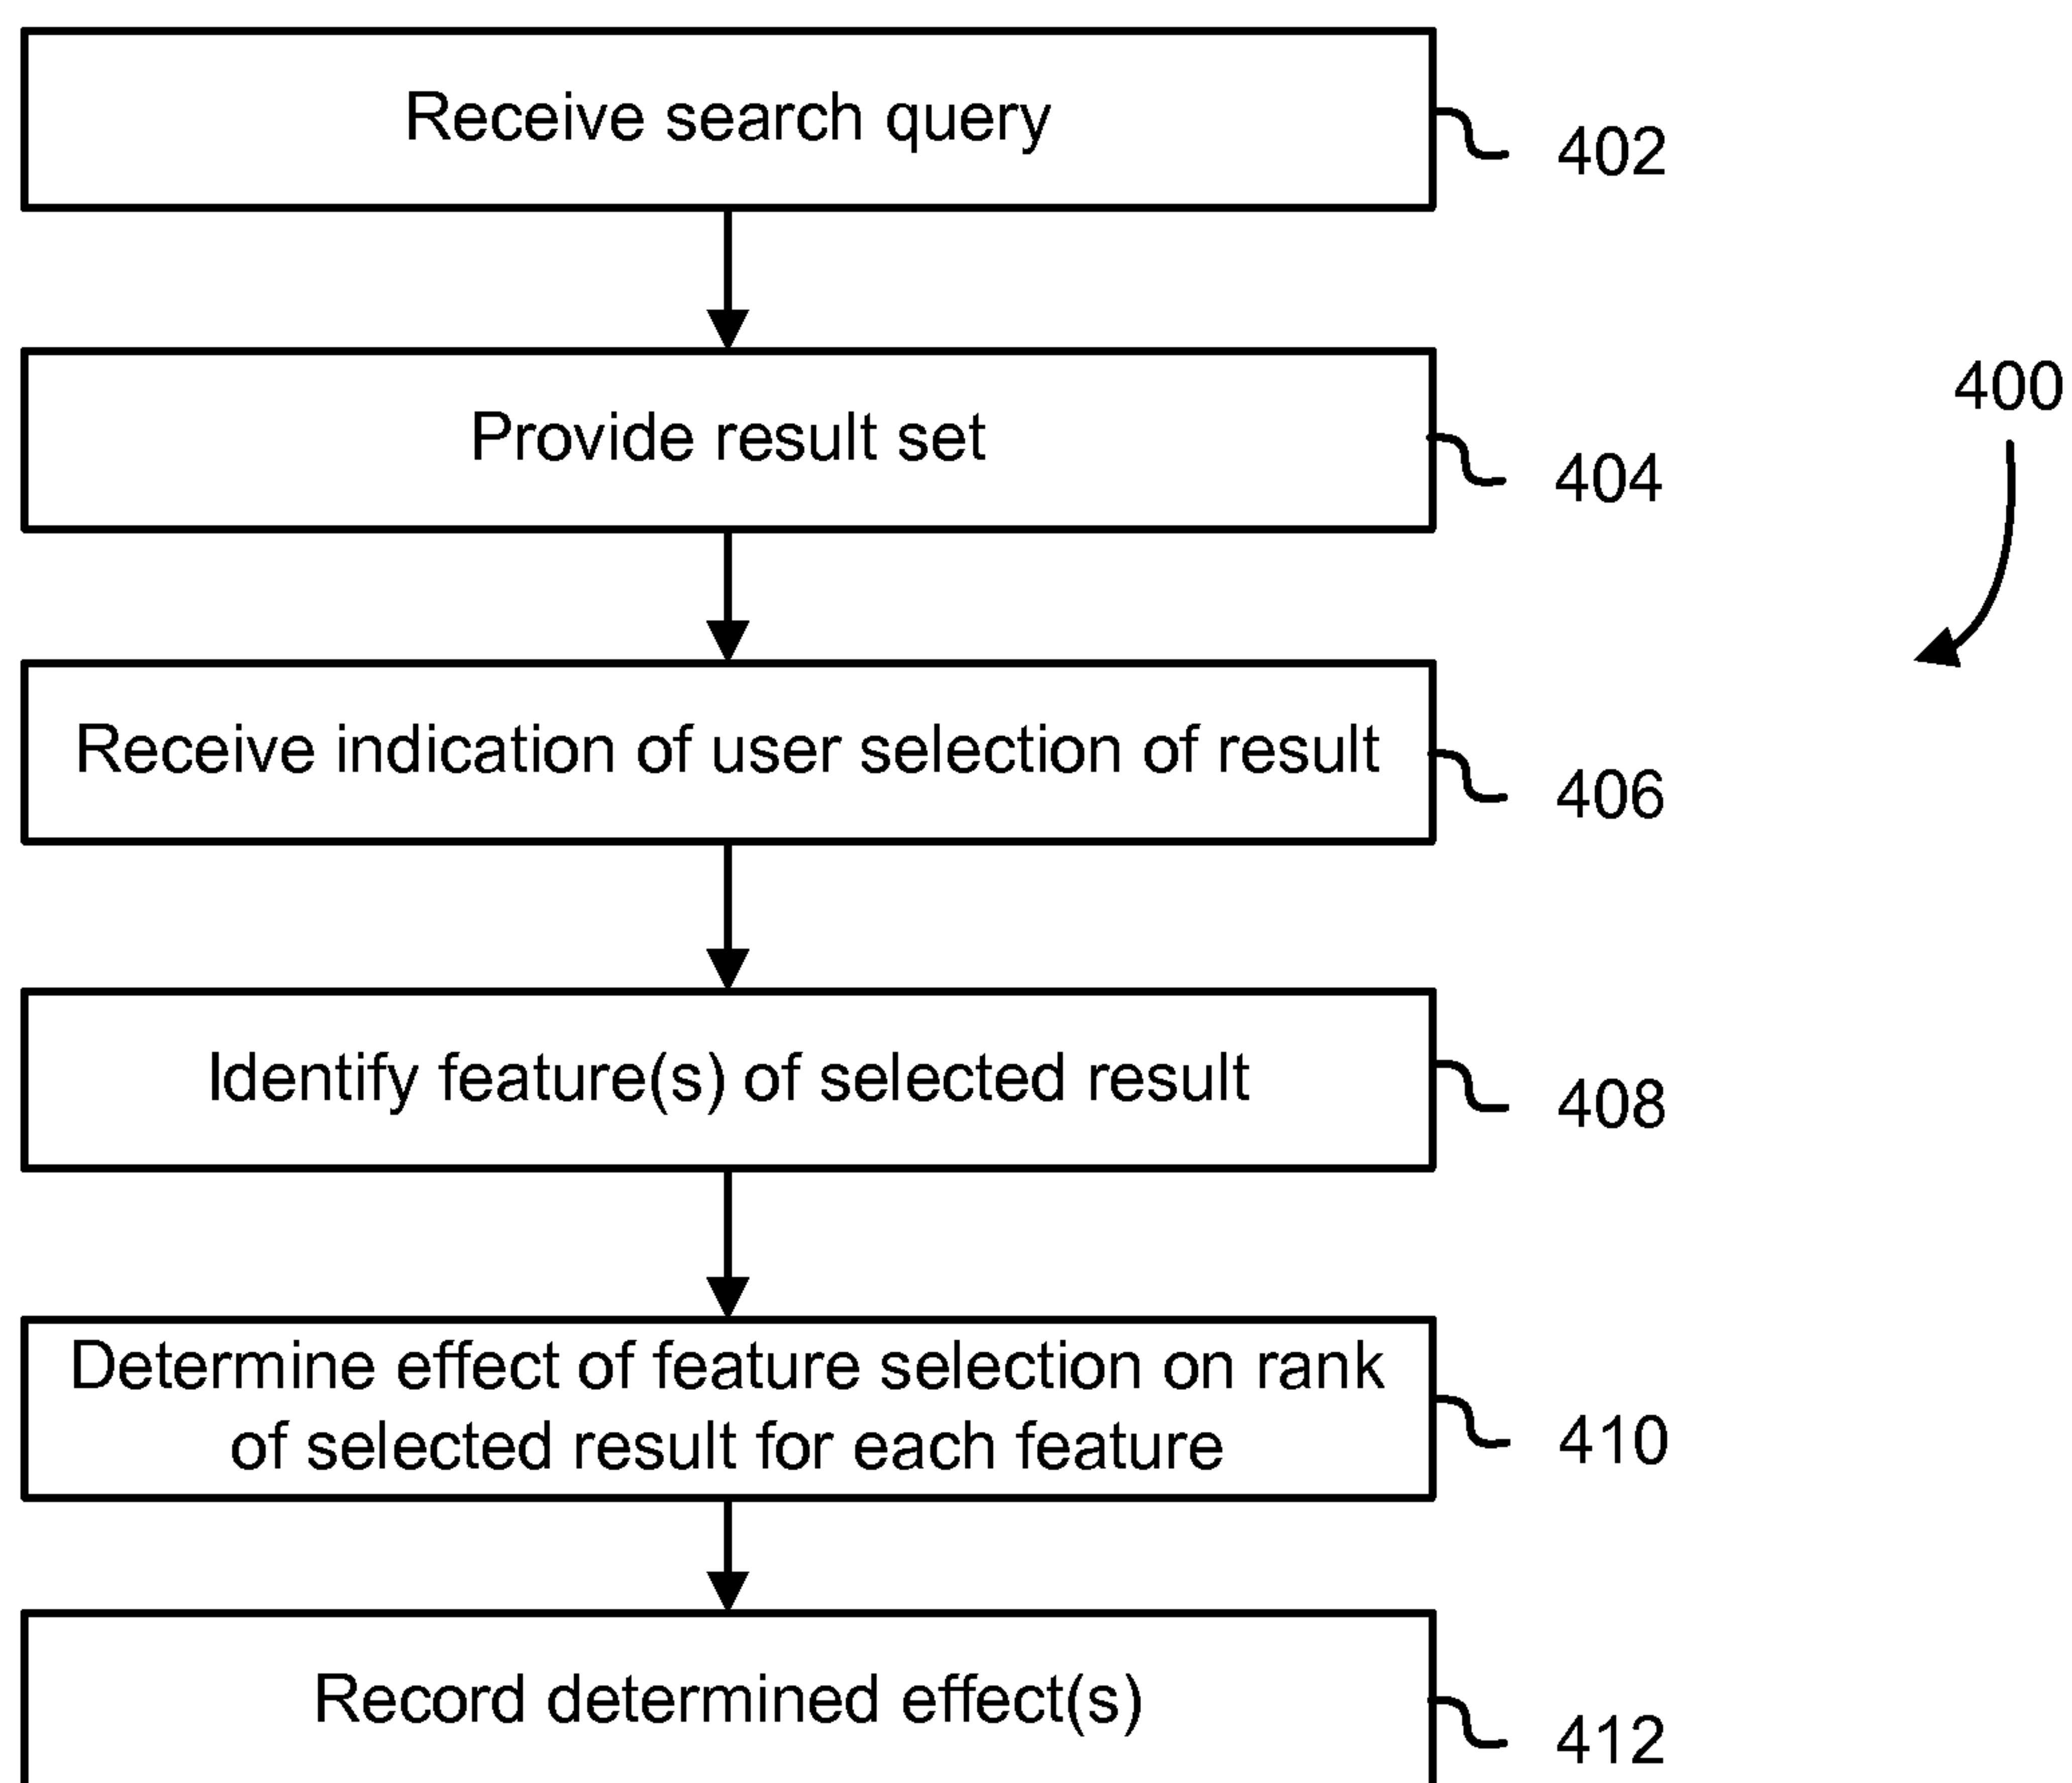 Receive search query
402
Provide result set
404
400
Receive indication of user selection of result
406
Identify feature(s) of selected result
408
Determine effect of feature selection on rank
of selected result for each feature
410
Record determined effect(s)
412